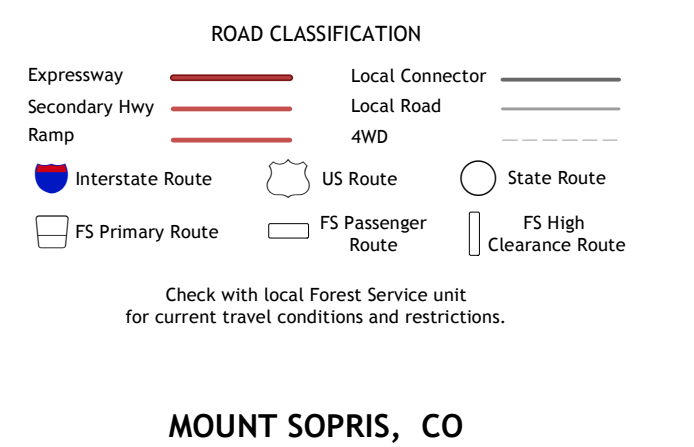 ROAD CLASSIFICATION
Expressway
Local Connector
Secondary Hwy
Local Road
Ramp
4WD
Interstate Route
US Route
State Route
FS Primary Route
FS Passenger
Route
FS High
Clearance Route
Check with local Forest Service unit
for current travel conditions and restrictions.
MOUNT SOPRIS, CO